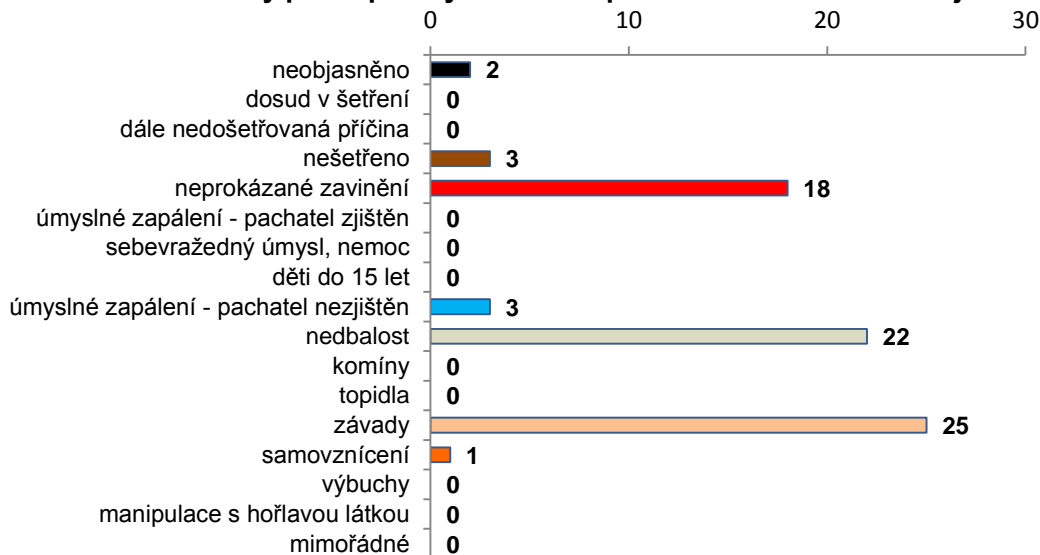 0 10 20 30
neobjasněno 2
dosud v šetření 0
dále nedošetřovaná příčina 0
nešetřeno 3
neprokázané zavinění 18
úmyslné zapálení - pachatel zjištěn 0
sebevražedný úmysl, nemoc 0
děti do 15 let 0
úmyslné zapálení - pachatel nezjištěn 3
nedbalost 22
komíny 0
topidla 0
závady 25
samovznícení 1
výbuchy 0
manipulace s hořlavou látkou 0
mimořádné 0